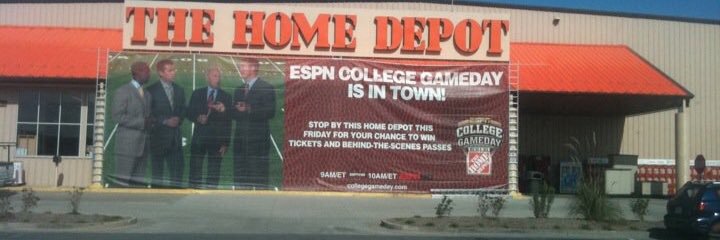 THE HOME DEPOT
ESPN COLLEGE GAMEDAY
IS IN TOWN!
STOP BY THIS HOME DEPOT THIS
FRIDAY FOR YOUR CHANCE TO WIN
TICKETS AND BEHIND-THE-SCENES PASSES
COLLEGE
GAMEDAY
9AM/ET
10AM/ET
collegegameday.com